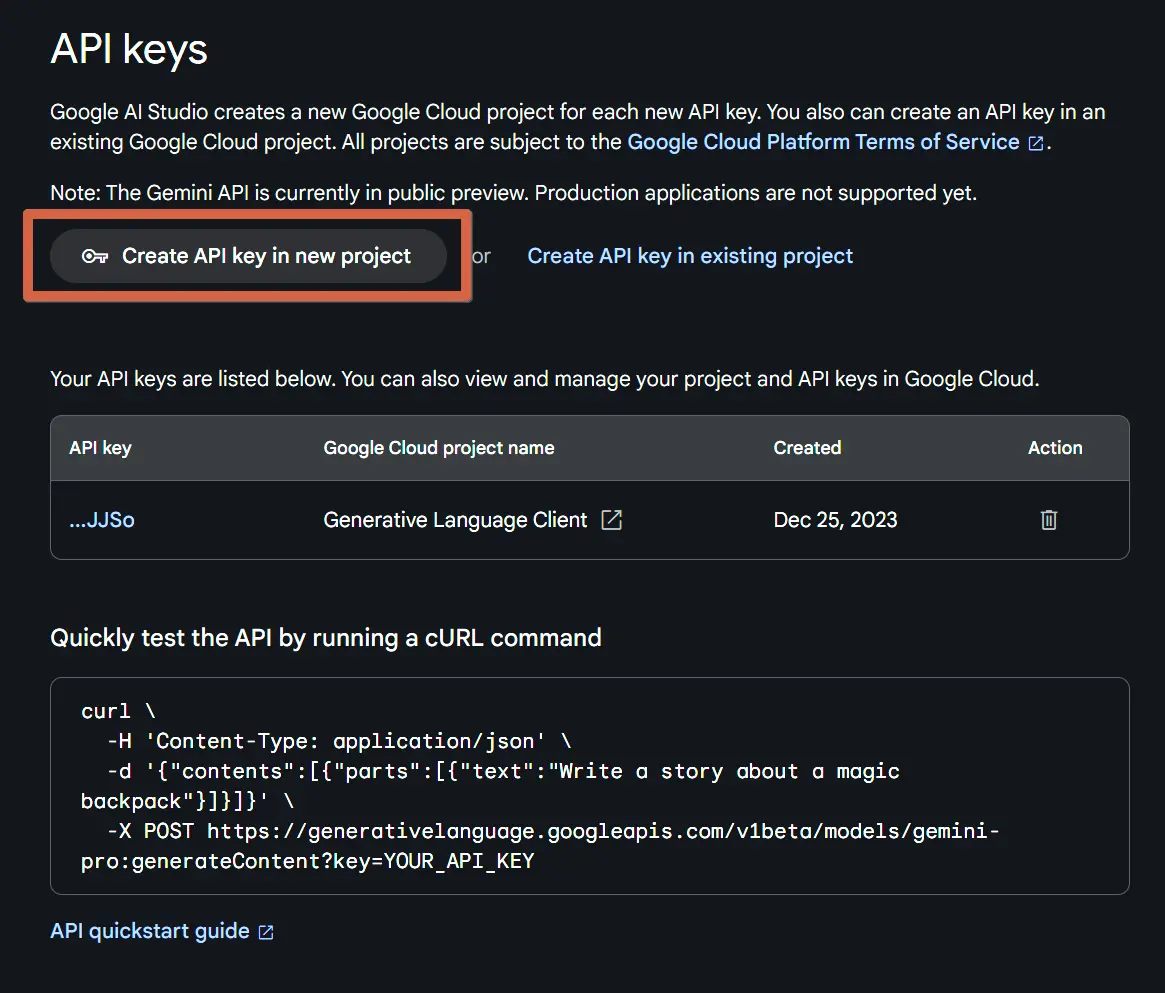 API keys
Google AI Studio creates a new Google Cloud project for each new API key. You also can create an API key in an
existing Google Cloud project. All projects are subject to the Google Cloud Platform Terms of Service.
Note: The Gemini API is currently in public preview. Production applications are not supported yet.
Create API key in new project or Create API key in existing project
Your API keys are listed below. You can also view and manage your project and API keys in Google Cloud.
API key Google Cloud project name Created Action
...JJSo Generative Language Client Dec 25, 2023
Quickly test the API by running a cURL command
curl \
-H 'Content-Type: application/json' \
-d '{"contents":[{"parts":[{"text":"Write a story about a magic
backpack"}]}]}' \
-X POST https://generativelanguage.googleapis.com/v1beta/models/gemini-
pro:generateContent?key=YOUR_API_KEY
API quickstart guide